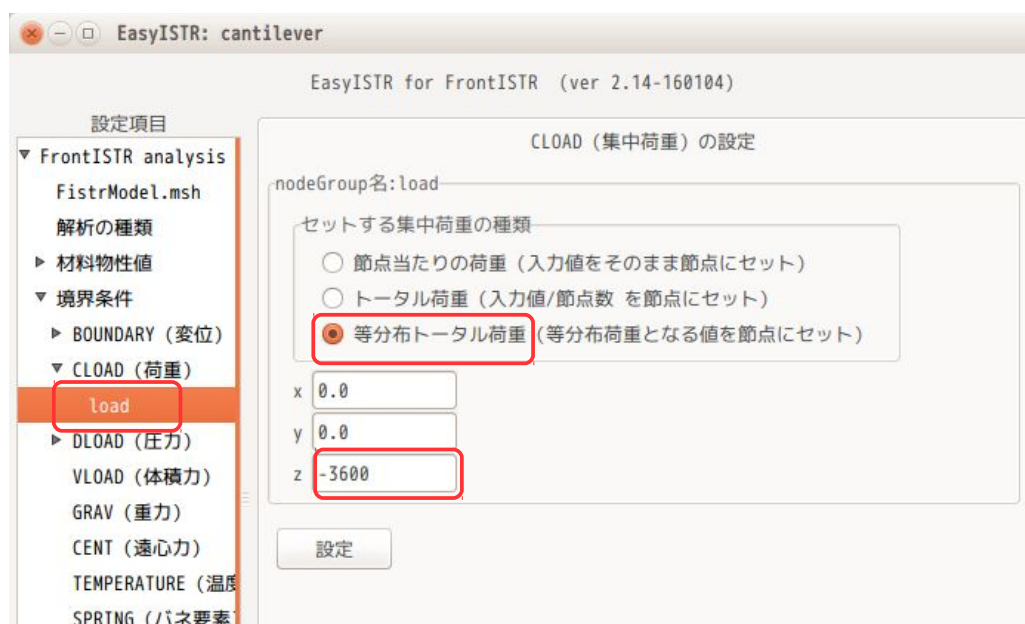 EasyISTR: cantilever
EasyISTR for FrontISTR (ver 2.14-160104)
設定項目
FrontISTR analysis
FistrModel.msh
解析の種類
材料物性値
境界条件
BOUNDARY (変位)
CLOAD (荷重)
load
DLOAD (圧力)
VLOAD (体積力)
GRAV (重力)
CENT (遠心力)
TEMPERATURE (温度
SPRING (バネ要素)
CLOAD (集中荷重) の設定
nodeGroup名:load
セットする集中荷重の種類
節点当たりの荷重 (入力値をそのまま節点にセット)
トータル荷重 (入力値/節点数 を節点にセット)
等分布トータル荷重 (等分布荷重となる値を節点にセット)
x 0.0
y 0.0
z -3600
設定